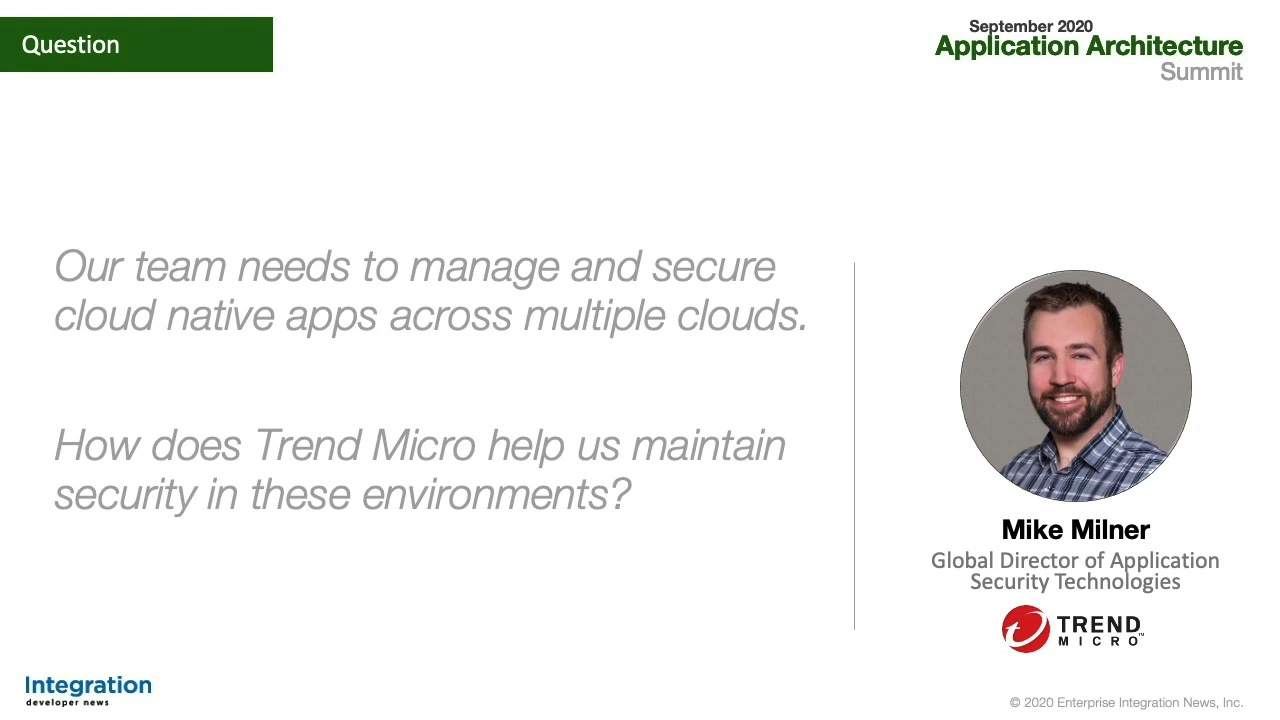 Question
September 2020
Application Architecture
Summit
Our team needs to manage and secure
cloud native apps across multiple clouds.
How does Trend Micro help us maintain
security in these environments?
Mike Milner
Global Director of Application
Security Technologies
TREND
MICRO™
Integration
developer news
© 2020 Enterprise Integration News, Inc.